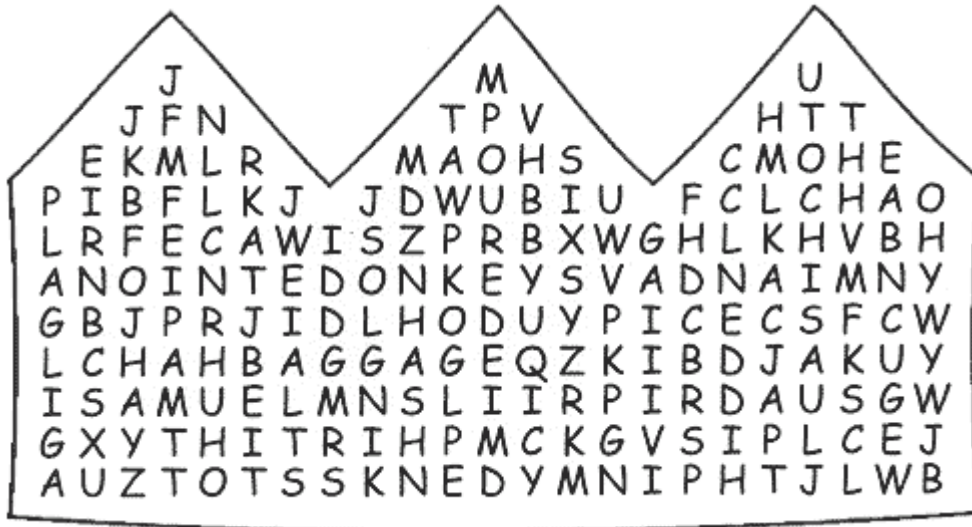 J M U
J F N T P V H T T
E K M L R M A O H S C M O H E
P I B F L K J J D W U B I U F C L C H A O
L R F E C A W I S Z P R B X W G H L K H V B H
A N O I N T E D O N K E Y S V A D N A I M N Y
G B J P R J I D L H O D U Y P I C E C S F C W
L C H A H B A G G A G E Q Z K I B D J A K U Y
I S A M U E L M N S L I I R P I R D A U S G W
G X Y T H I T R I H P M C K G V S I P L C E J
A U Z T O T S S K N E D Y M N I P H T J L W B